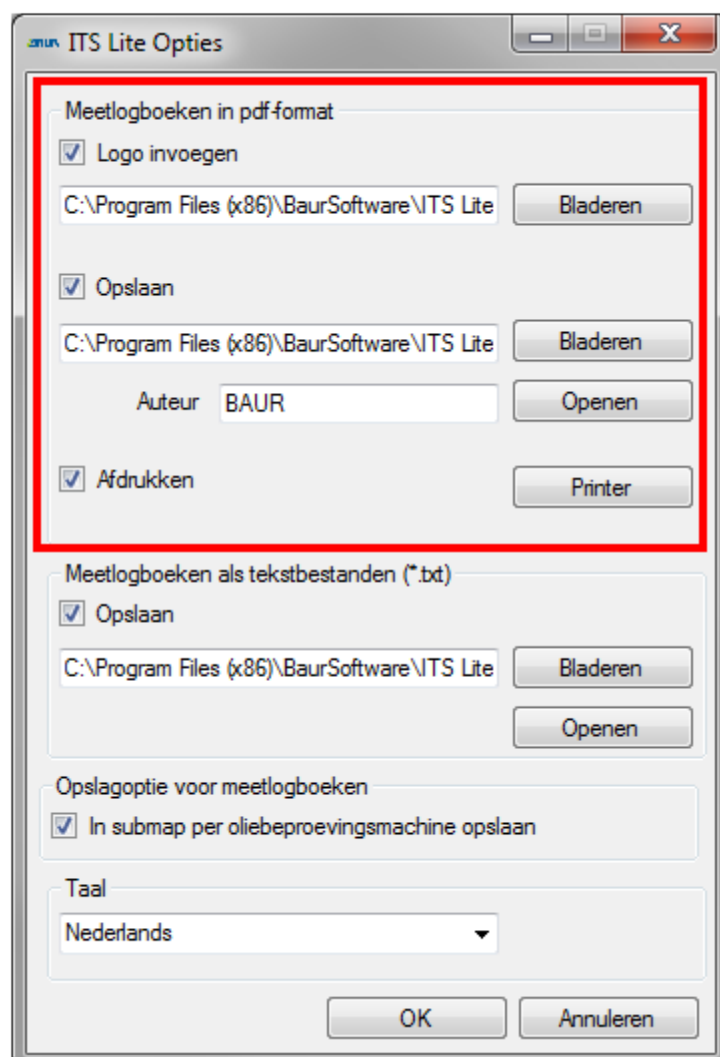 ITS Lite Opties
Meetlogboeken in pdf-format
Logo invoegen
C:\Program Files (x86)\BaurSoftware\ITS Lite Bladeren
Opslaan
C:\Program Files (x86)\BaurSoftware\ITS Lite Bladeren
Auteur BAUR Openen
Afdrukken Printer
Meetlogboeken als tekstbestanden (*.txt)
Opslaan
C:\Program Files (x86)\BaurSoftware\ITS Lite Bladeren
Openen
Opslagoptie voor meetlogboeken
In submap per oliebeproevingsmachine opslaan
Taal
Nederlands
OK Annuleren